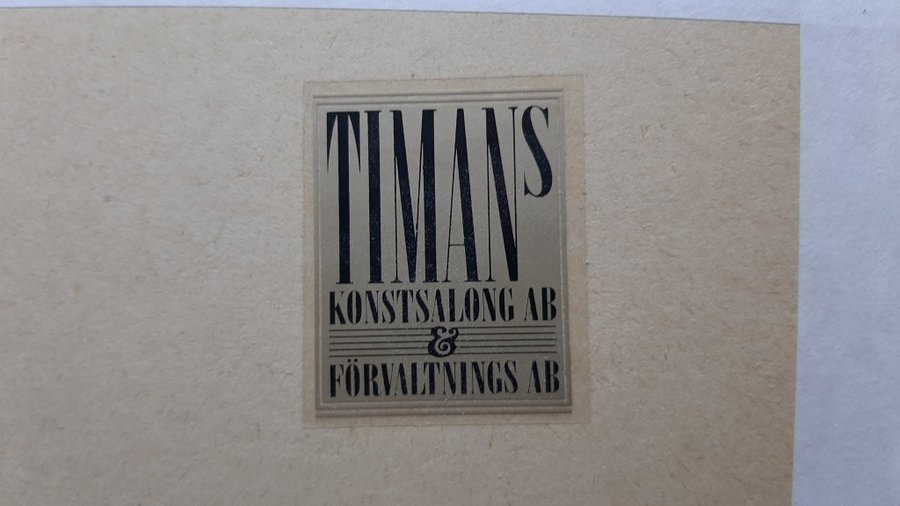 TIMANS
KONSTSALONG AB
&
FÖRVALTNINGS AB